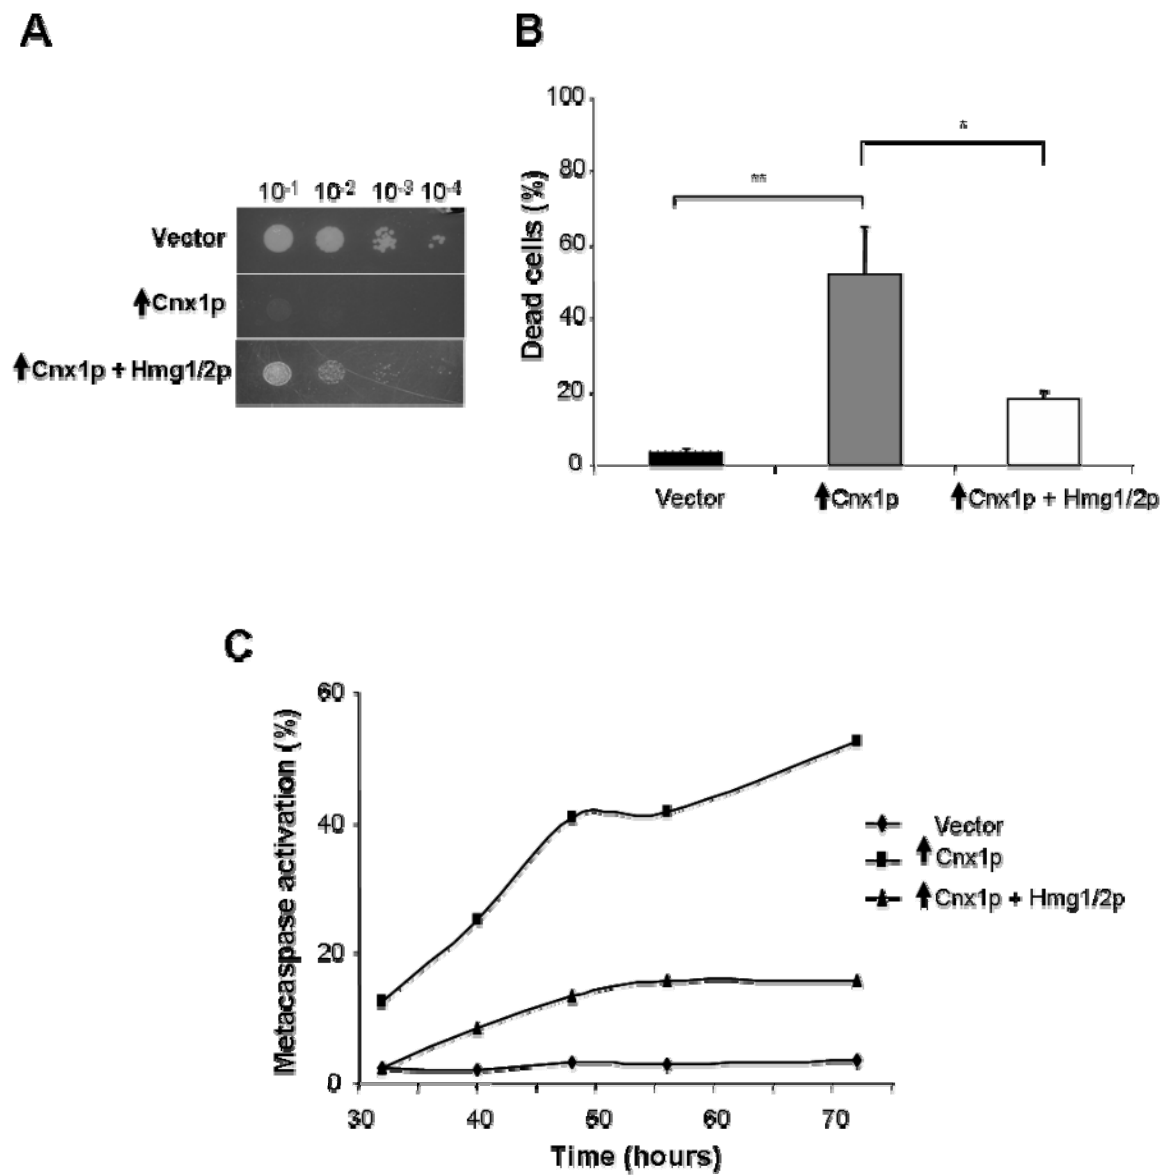 A
B
10-1 10-2 10-3 10-4
Vector
↑Cnx1p
↑Cnx1p + Hmg1/2p
100
80
60
40
20
0
Dead cells (%)
**
*
Vector ↑Cnx1p ↑Cnx1p + Hmg1/2p
C
60
40
20
0
Metacaspase activation (%)
30 40 50 60 70
Time (hours)
Vector
↑Cnx1p
↑Cnx1p + Hmg1/2p